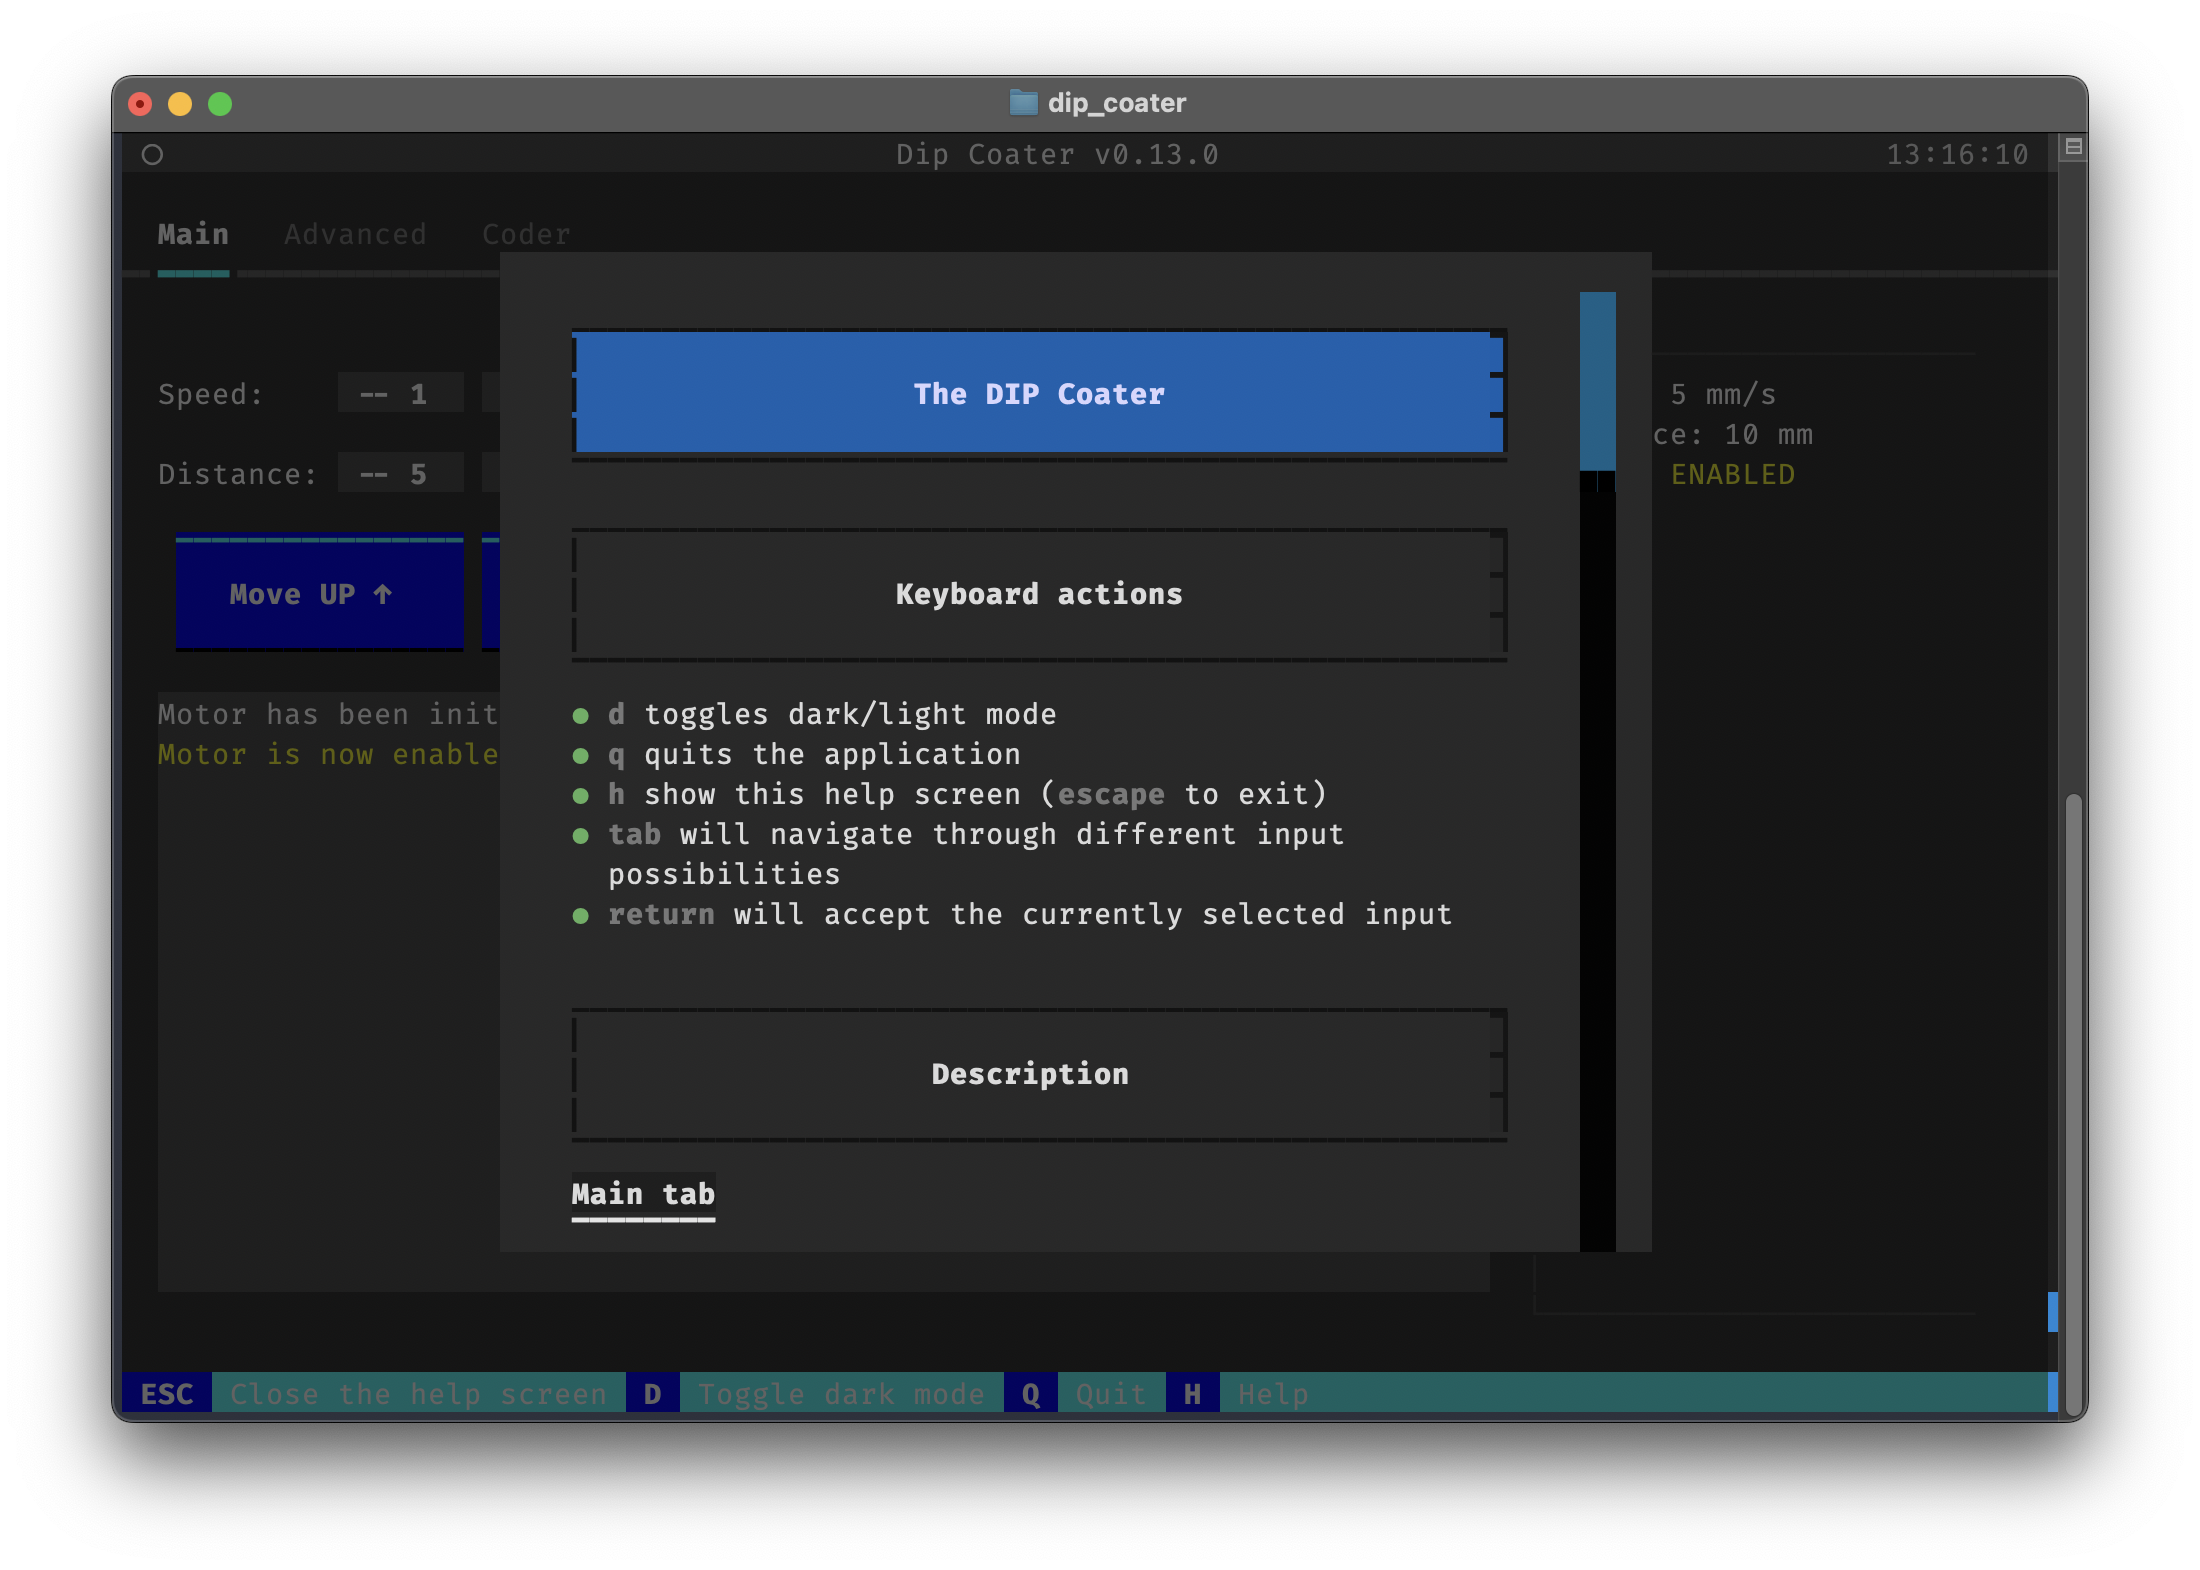 dip_coater
Dip Coater v0.13.0
13:16:10
Main Advanced Coder
The DIP Coater
Speed: -- 1
5 mm/s
ce: 10 mm
Distance: -- 5
ENABLED
Keyboard actions
Move UP ↑
Motor has been init
Motor is now enable
● d toggles dark/light mode
● q quits the application
● h show this help screen (escape to exit)
● tab will navigate through different input
possibilities
● return will accept the currently selected input
Description
Main tab
ESC Close the help screen D Toggle dark mode Q Quit H Help